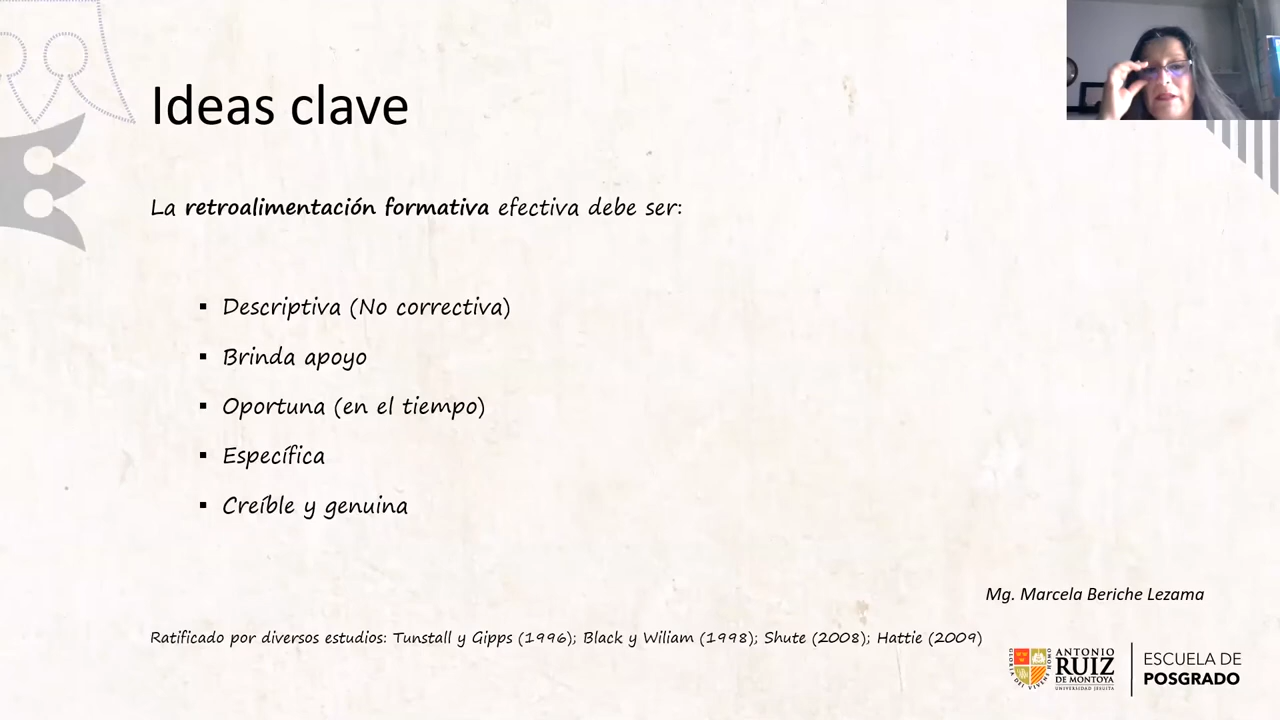 Ideas clave
La retroalimentación formativa efectiva debe ser:
▪ Descriptiva (No correctiva)
▪ Brinda apoyo
▪ Oportuna (en el tiempo)
▪ Específica
▪ Creíble y genuina
Mg. Marcela Beriche Lezama
Ratificado por diversos estudios: Tunstall y Gipps (1996); Black y Wiliam (1998); Shute (2008); Hattie (2009)
ANTONIO
RUIZ
DE MONTOYA
UNIVERSIDAD JESUITA
ESCUELA DE
POSGRADO